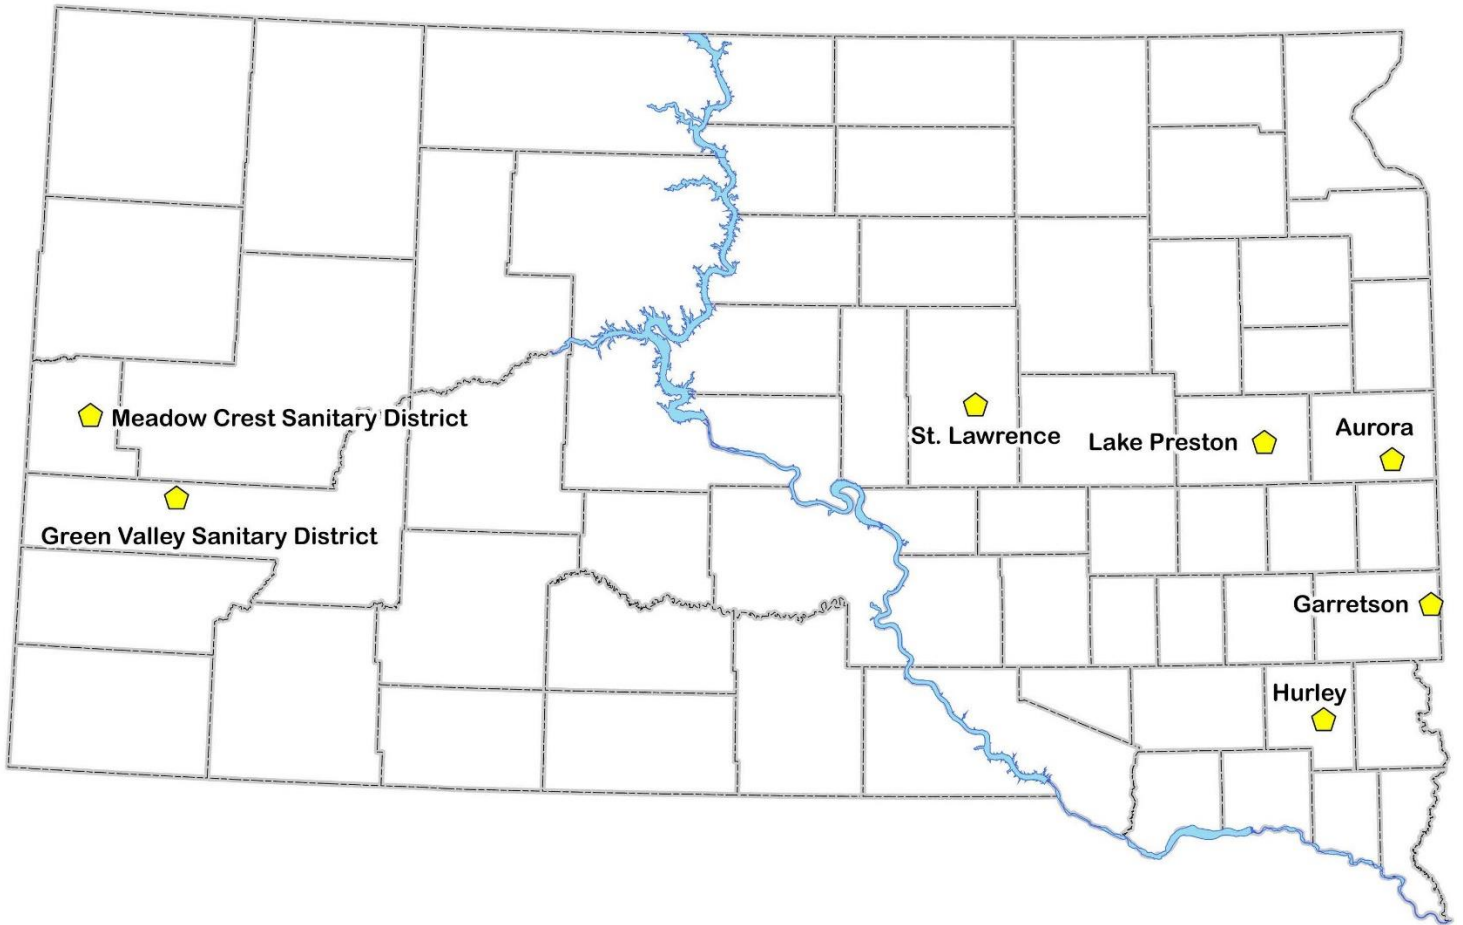 Meadow Crest Sanitary District
St. Lawrence
Lake Preston
Aurora
Green Valley Sanitary District
Garretson
Hurley